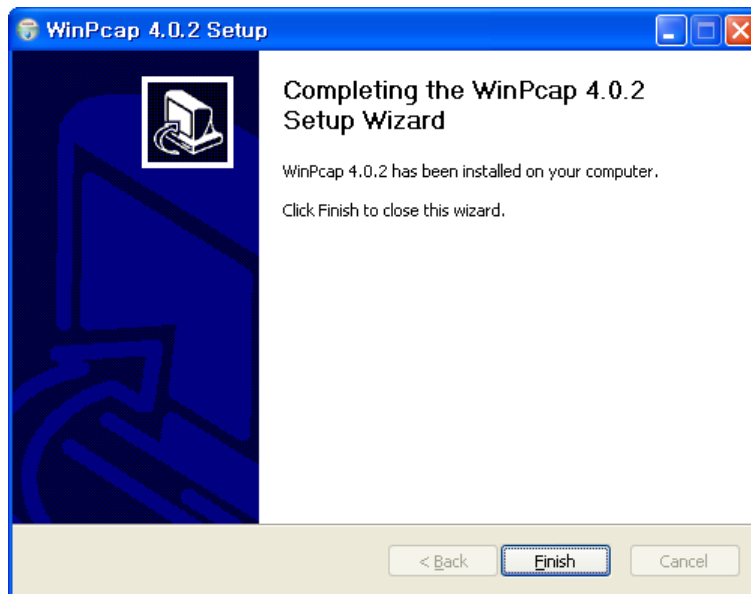 WinPcap 4.0.2 Setup
Completing the WinPcap 4.0.2
Setup Wizard
WinPcap 4.0.2 has been installed on your computer.
Click Finish to close this wizard.
< Back Finish Cancel